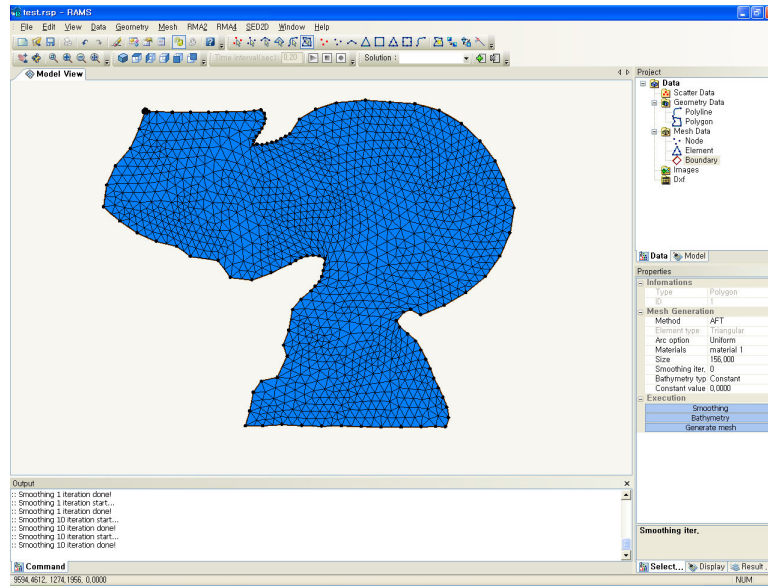 test.rsp - RAMS
File Edit View Data Geometry Mesh RMA2 RMA4 SED2D Window Help
Time interval(sec): 0.20 Solution :
Model View
Project
Data
Scatter Data
Geometry Data
Polyline
Polygon
Mesh Data
Node
Element
Boundary
Images
Dxf
Data Model
Properties
Infomations
Type Polygon
ID 1
Mesh Generation
Method AFT
Element type Triangular
Arc option Uniform
Materials material 1
Size 156,000
Smoothing iter. 0
Bathymetry typ Constant
Constant value 0,0000
Execution
Smoothing
Bathymetry
Generate mesh
Output
:: Smoothing 1 iteration done!
:: Smoothing 1 iteration start...
:: Smoothing 1 iteration done!
:: Smoothing 10 iteration start...
:: Smoothing 10 iteration done!
:: Smoothing 10 iteration start...
:: Smoothing 10 iteration done!
Smoothing iter.
Command
Select... Display Result...
9594,4612, 1274,1956, 0,0000 NUM